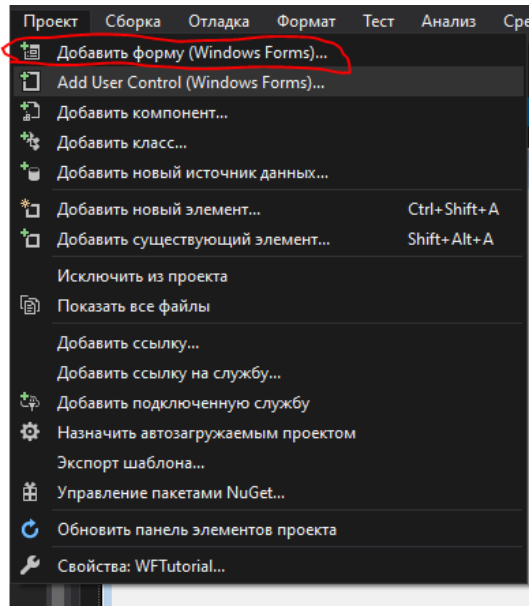 Проект Сборка Отладка Формат Тест Анализ Сре
Добавить форму (Windows Forms)...
Add User Control (Windows Forms)...
Добавить компонент...
Добавить класс...
Добавить новый источник данных...
Добавить новый элемент... Ctrl+Shift+A
Добавить существующий элемент... Shift+Alt+A
Исключить из проекта
Показать все файлы
Добавить ссылку...
Добавить ссылку на службу...
Добавить подключенную службу
Назначить автозагружаемым проектом
Экспорт шаблона...
Управление пакетами NuGet...
Обновить панель элементов проекта
Свойства: WFTutorial...